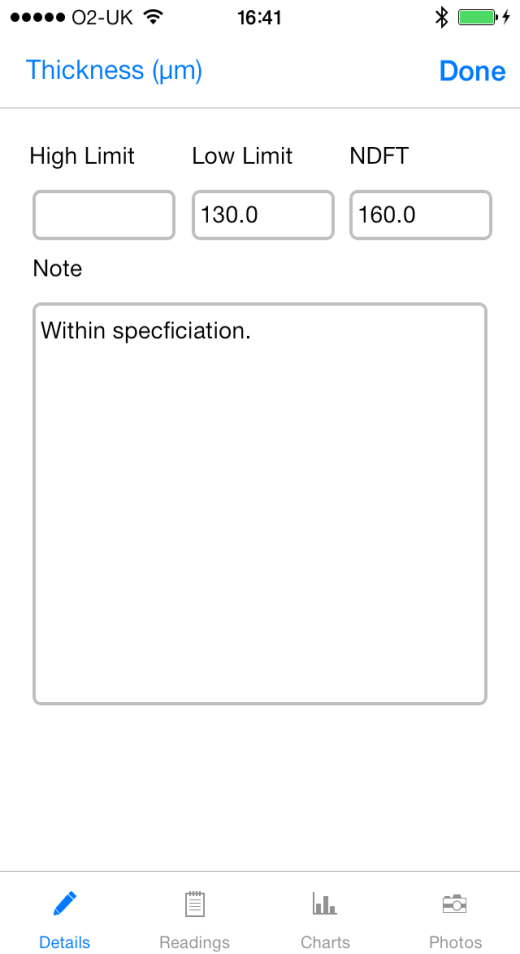 O2-UK 16:41
Thickness (µm) Done
High Limit Low Limit NDFT
130.0 160.0
Note
Within specficiation.
Details Readings Charts Photos